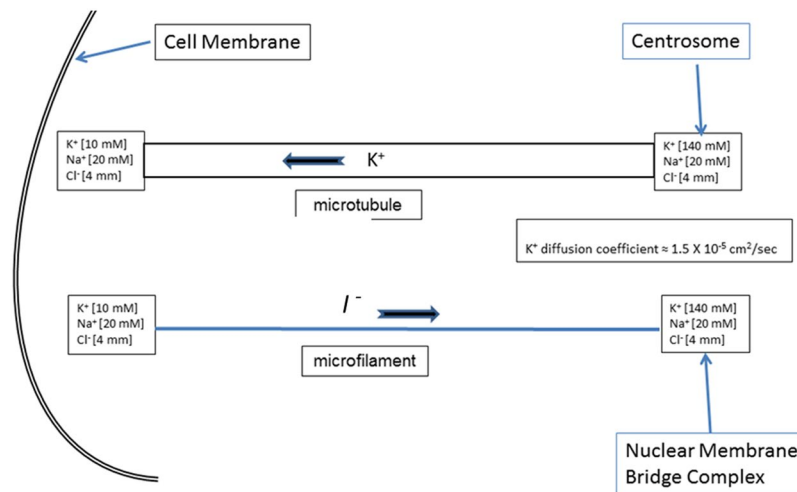 Cell Membrane
Centrosome
K⁺ [10 mM]
Na⁺ [20 mM]
Cl⁻ [4 mm]
K⁺
K⁺ [140 mM]
Na⁺ [20 mM]
Cl⁻ [4 mm]
microtubule
K⁺ diffusion coefficient ≈ 1.5 X 10⁻⁵ cm²/sec
K⁺ [10 mM]
Na⁺ [20 mM]
Cl⁻ [4 mm]
I ⁻
K⁺ [140 mM]
Na⁺ [20 mM]
Cl⁻ [4 mm]
microfilament
Nuclear Membrane
Bridge Complex